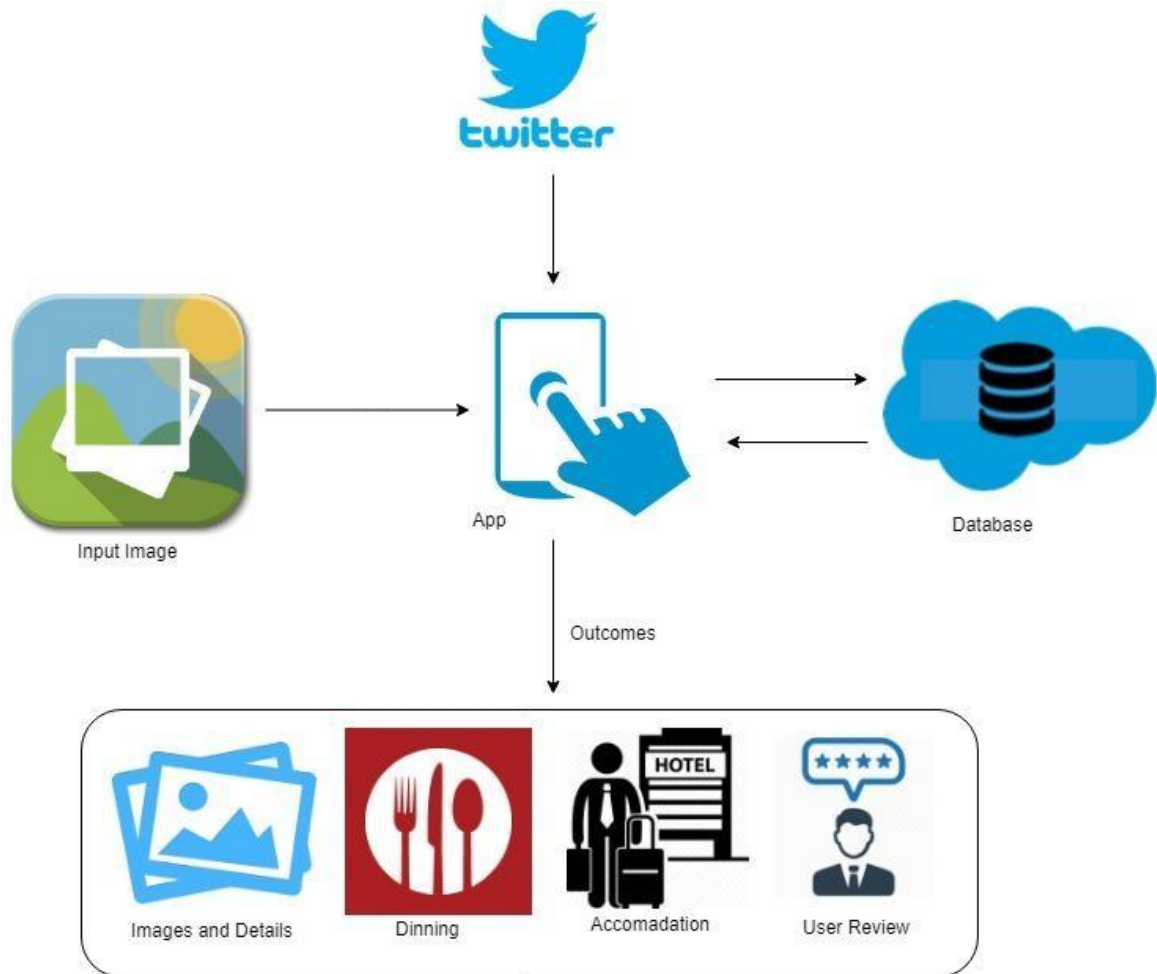 twitter
App
Input Image
Database
Outcomes
HOTEL
Images and Details
Dinning
Accomadation
User Review